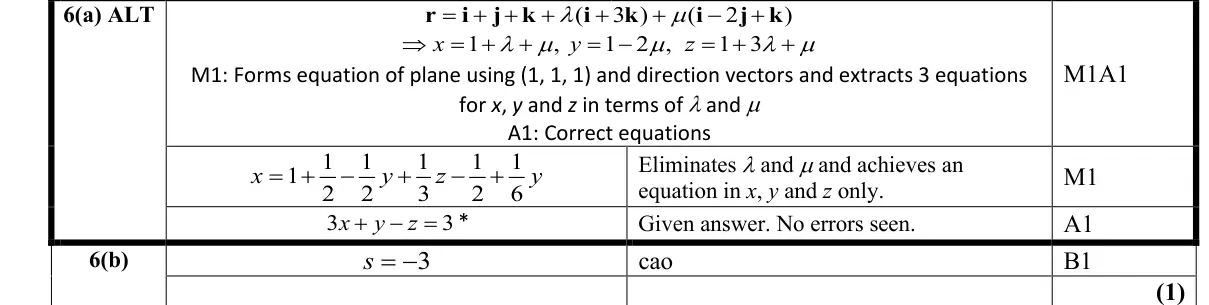 6(a) ALT
r = i + j + k + λ(i + 3k) + μ(i − 2j + k)
⇒ x = 1 + λ + μ, y = 1 − 2μ, z = 1 + 3λ + μ
M1: Forms equation of plane using (1, 1, 1) and direction vectors and extracts 3 equations
for x, y and z in terms of λ and μ
A1: Correct equations
M1A1
x = 1 + 1/2 − 1/2 y + 1/3 z − 1/2 + 1/6 y
Eliminates λ and μ and achieves an
equation in x, y and z only.
M1
3x + y − z = 3 *
Given answer. No errors seen.
A1
6(b)
s = −3
cao
B1
(1)